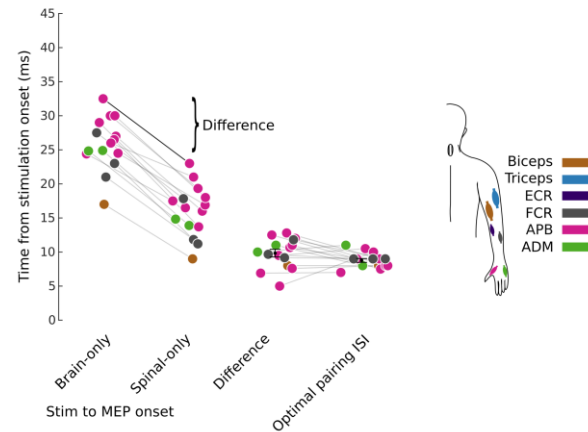 45
40
35
30
25
20
15
10
5
0
Time from stimulation onset (ms)
Difference
Brain-only
Spinal-only
Difference
Optimal pairing ISI
Stim to MEP onset
Biceps
Triceps
ECR
FCR
APB
ADM